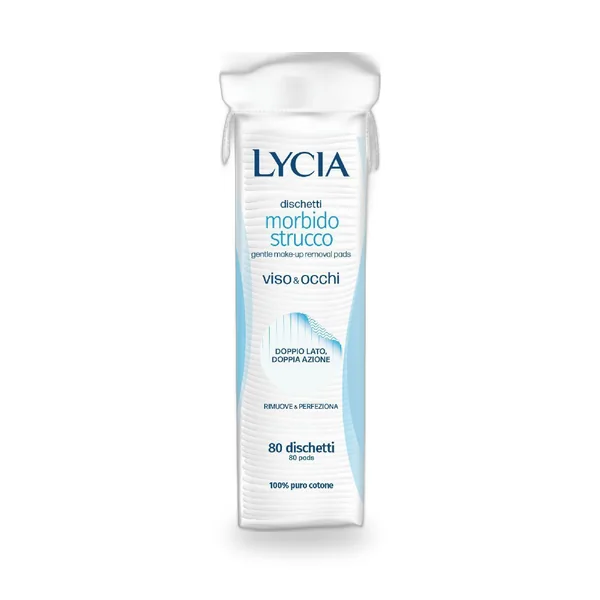 LYCIA
dischetti
morbido
strucco
gentle make-up removal pads
viso & occhi
DOPPIO LATO,
DOPPIA AZIONE
RIMUOVE & PERFEZIONA
80 dischetti
80 pads
100% puro cotone